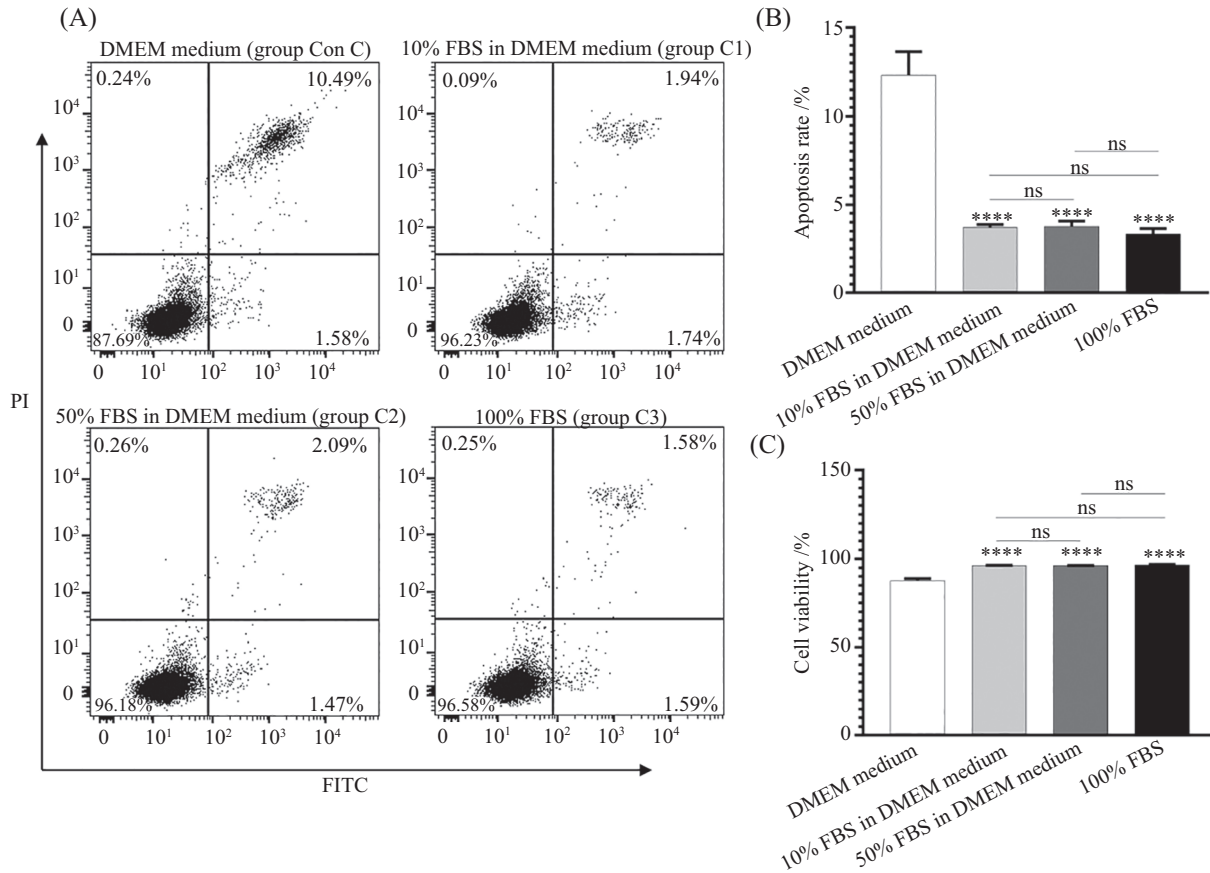 (A)
DMEM medium (group Con C)
0.24%
10.49%
10⁴
10³
10²
10¹
0
87.69%
1.58%
0
10¹
10²
10³
10⁴
10% FBS in DMEM medium (group C1)
0.09%
1.94%
10⁴
10³
10²
10¹
0
96.23%
1.74%
0
10¹
10²
10³
10⁴
PI
50% FBS in DMEM medium (group C2)
0.26%
2.09%
10⁴
10³
10²
10¹
0
96.18%
1.47%
0
10¹
10²
10³
10⁴
100% FBS (group C3)
0.25%
1.58%
10⁴
10³
10²
10¹
0
96.58%
1.59%
0
10¹
10²
10³
10⁴
FITC
(B)
Apoptosis rate /%
15
10
5
0
ns
ns
ns
**** **** ****
DMEM medium
10% FBS in DMEM medium
50% FBS in DMEM medium
100% FBS
(C)
Cell viability /%
150
100
50
0
ns
ns
ns
**** **** ****
DMEM medium
10% FBS in DMEM medium
50% FBS in DMEM medium
100% FBS